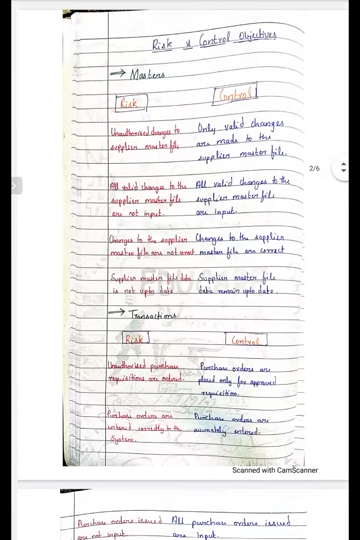 Risk & Control Objectives
→ Masters
Risk
Control
Unauthorised changes to
supplier master file
Only valid changes
are made to the
supplier master file.
2/6
All valid changes to the
supplier master file
are not input.
All valid changes to the
supplier master file
are input.
Changes to the supplier
master file are not correct
Changes to the supplier
master file are correct
Supplier master file data
is not upto date
Supplier master file
data remain upto date.
→ Transactions
Risk
Control
Unauthorised purchase
requisitions are ordered.
Purchase orders are
placed only for approved
requisition.
Purchase orders are
entered correctly in the
System.
Purchase orders are
accurately entered.
Scanned with CamScanner
Purchase orders issued
are not input
All purchase orders issued
are input.